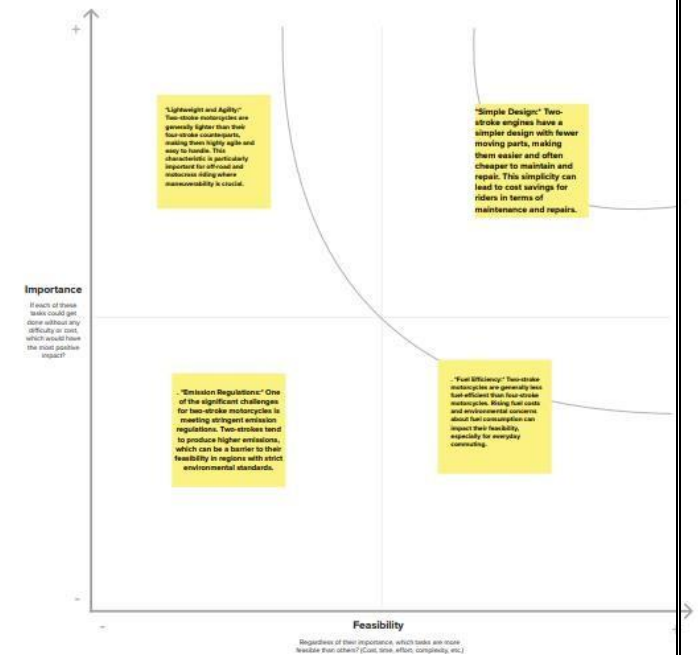 +
"Lightweight and Agility:"
Two-stroke motorcycles are
generally lighter than their
four-stroke counterparts,
making them highly agile and
easy to handle. This
characteristic is particularly
important for off-road and
motocross riding where
maneuverability is crucial.
"Simple Design:" Two-
stroke engines have a
simpler design with fewer
moving parts, making
them easier and often
cheaper to maintain and
repair. This simplicity can
lead to cost savings for
riders in terms of
maintenance and repairs.
Importance
If each of these
tasks could get
done without any
difficulty or cost,
which would have
the most positive
impact?
. "Emission Regulations:" One
of the significant challenges
for two-stroke motorcycles is
meeting stringent emission
regulations. Two-strokes tend
to produce higher emissions,
which can be a barrier to their
feasibility in regions with strict
environmental standards.
. "Fuel Efficiency:" Two-stroke
motorcycles are generally less
fuel-efficient than four-stroke
motorcycles. Rising fuel costs
and environmental concerns
about fuel consumption can
impact their feasibility,
especially for everyday
commuting.
-
-
Feasibility
Regardless of their importance, which tasks are more
feasible than others? (Cost, time, effort, complexity, etc.)